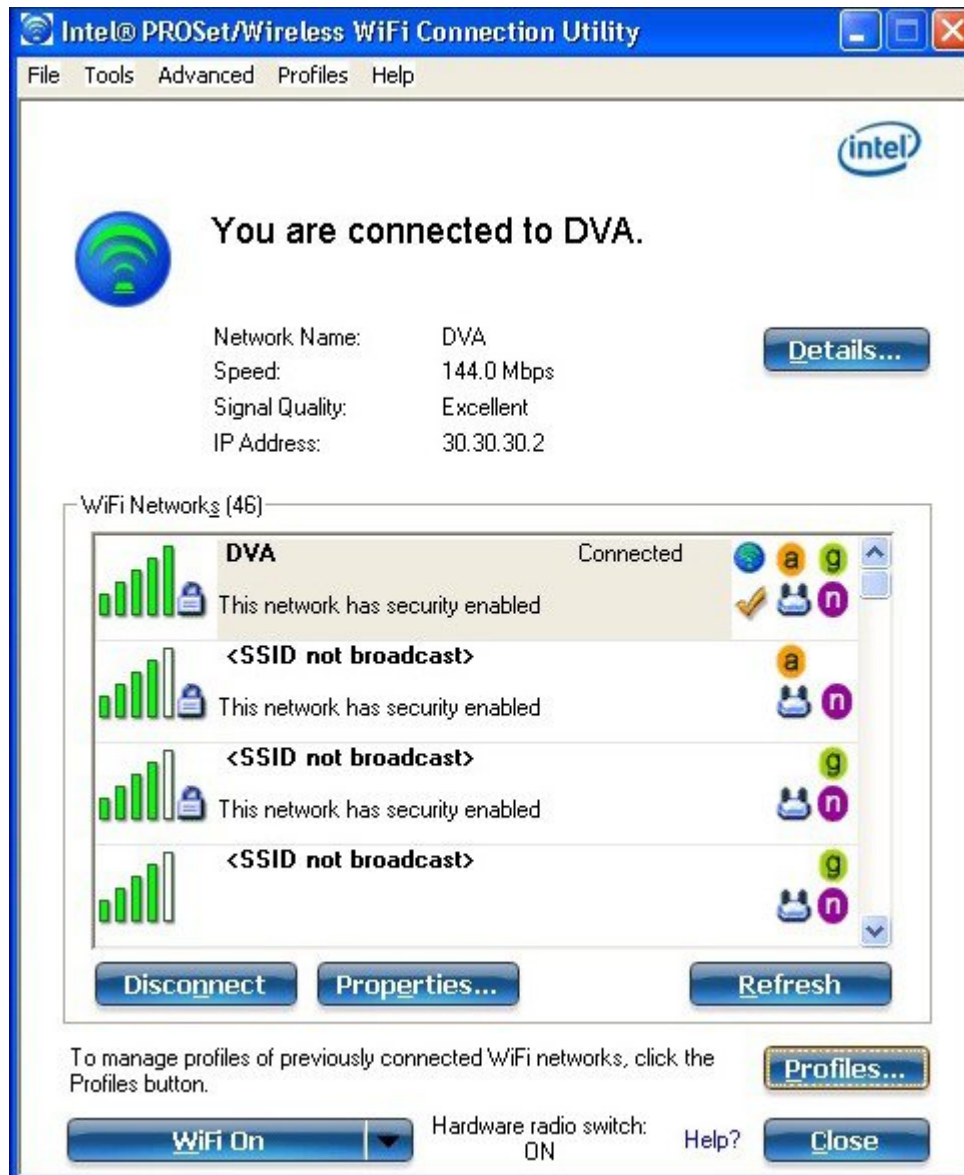 Intel® PROSet/Wireless WiFi Connection Utility
File Tools Advanced Profiles Help
intel
You are connected to DVA.
Network Name: DVA
Speed: 144.0 Mbps
Signal Quality: Excellent
IP Address: 30.30.30.2
Details...
WiFi Networks (46)
DVA Connected a g
This network has security enabled n
<SSID not broadcast> a
This network has security enabled n
<SSID not broadcast> g
This network has security enabled n
<SSID not broadcast> g
n
Disconnect Properties... Refresh
To manage profiles of previously connected WiFi networks, click the
Profiles button.
Profiles...
WiFi On
Hardware radio switch:
ON
Help?
Close